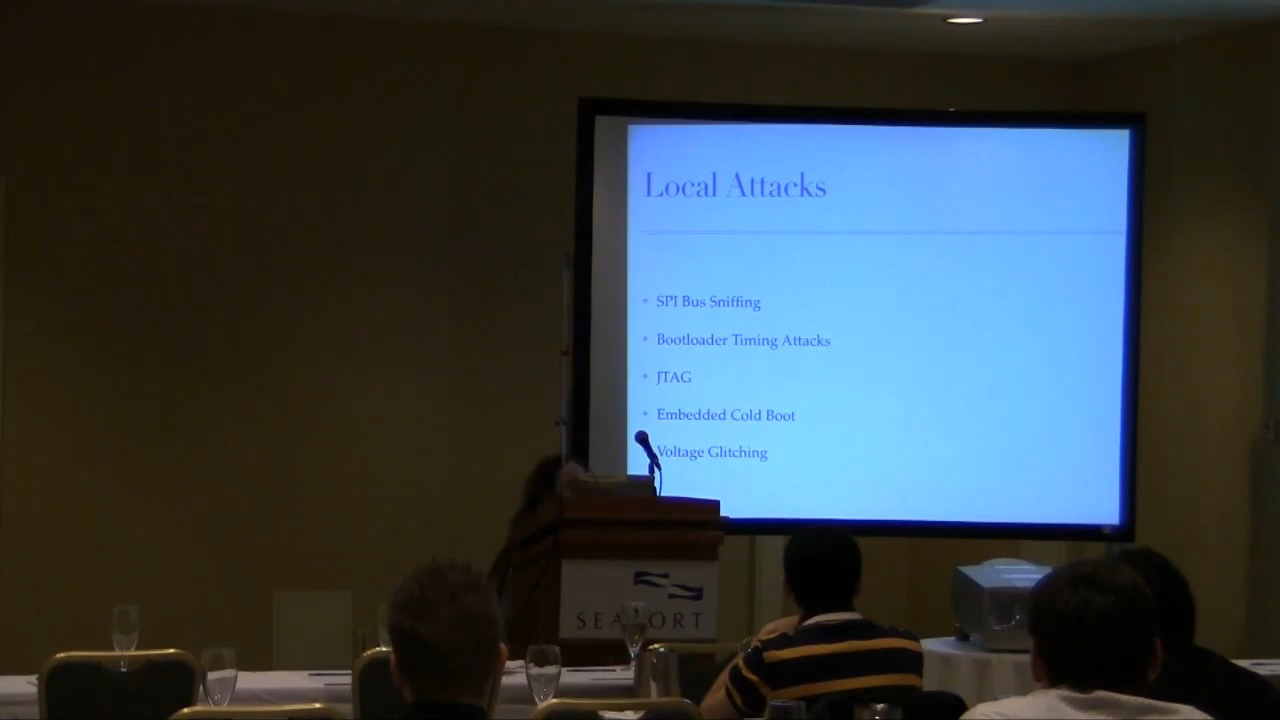 Local Attacks
SPI Bus Sniffing
Bootloader Timing Attacks
JTAG
Embedded Cold Boot
Voltage Glitching
SEAPORT